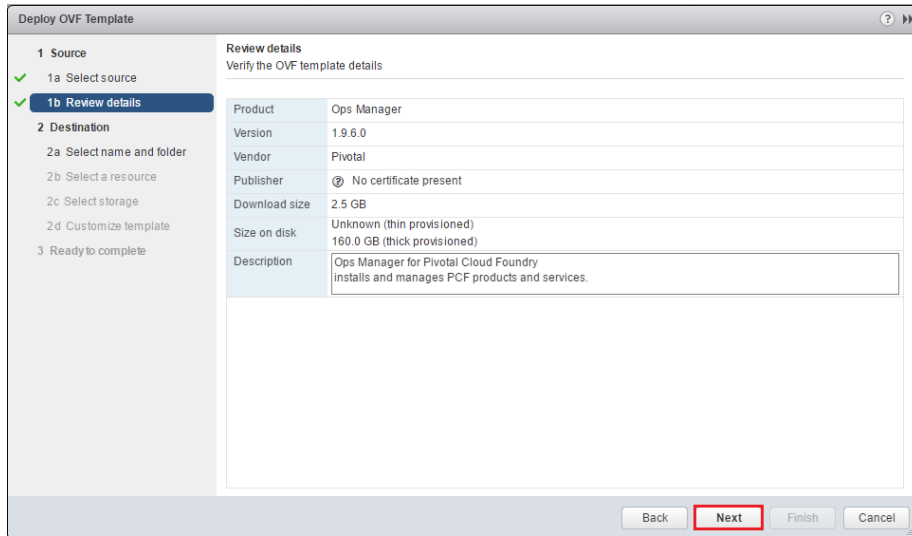 Deploy OVF Template
1 Source
1a Select source
1b Review details
2 Destination
2a Select name and folder
2b Select a resource
2c Select storage
2d Customize template
3 Ready to complete
Review details
Verify the OVF template details
Product Ops Manager
Version 1.9.6.0
Vendor Pivotal
Publisher No certificate present
Download size 2.5 GB
Size on disk Unknown (thin provisioned)
160.0 GB (thick provisioned)
Description Ops Manager for Pivotal Cloud Foundry
installs and manages PCF products and services.
Back Next Finish Cancel